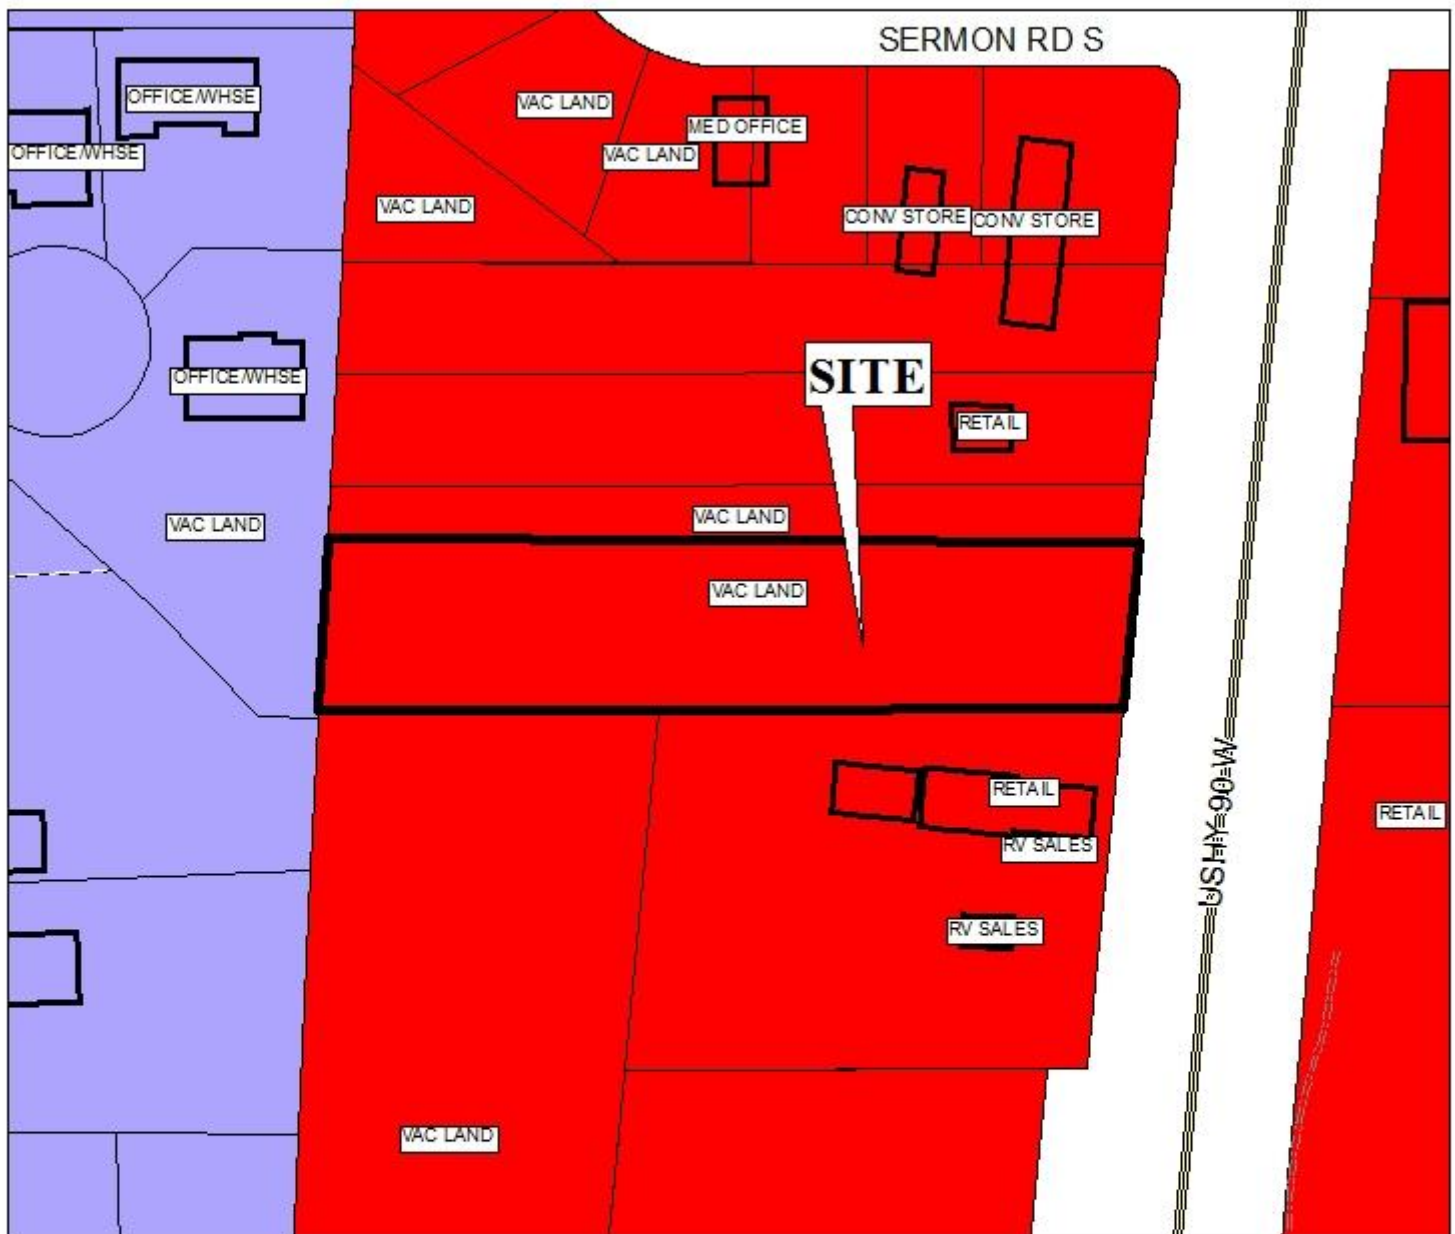 SERMON RD S
OFFICE/WHSE
VAC LAND
MED OFFICE
OFFICE/WHSE
VAC LAND
VAC LAND
CONV STORE
CONV STORE
SITE
OFFICE/WHSE
RETAIL
VAC LAND
VAC LAND
VAC LAND
RETAIL
USHY 90 W
RETAIL
RV SALES
RV SALES
VAC LAND